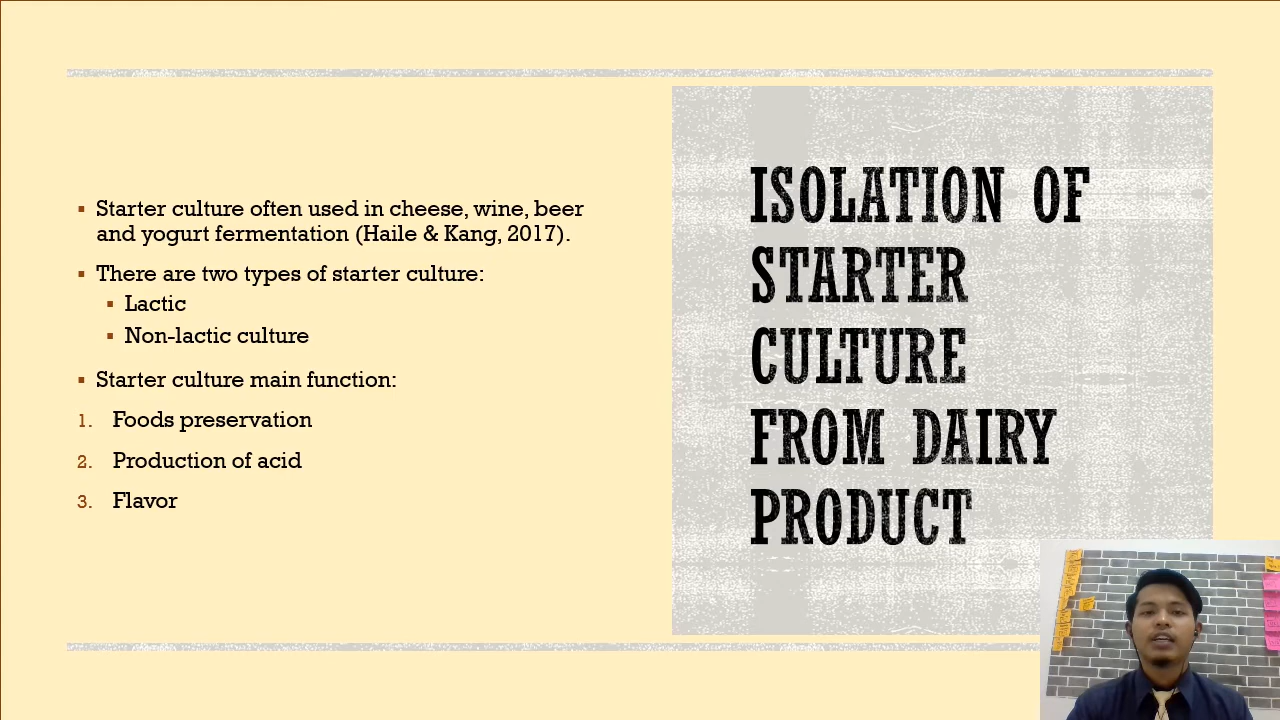 Starter culture often used in cheese, wine, beer
and yogurt fermentation (Haile & Kang, 2017).
There are two types of starter culture:
Lactic
Non-lactic culture
Starter culture main function:
1. Foods preservation
2. Production of acid
3. Flavor
ISOLATION OF
STARTER
CULTURE
FROM DAIRY
PRODUCT